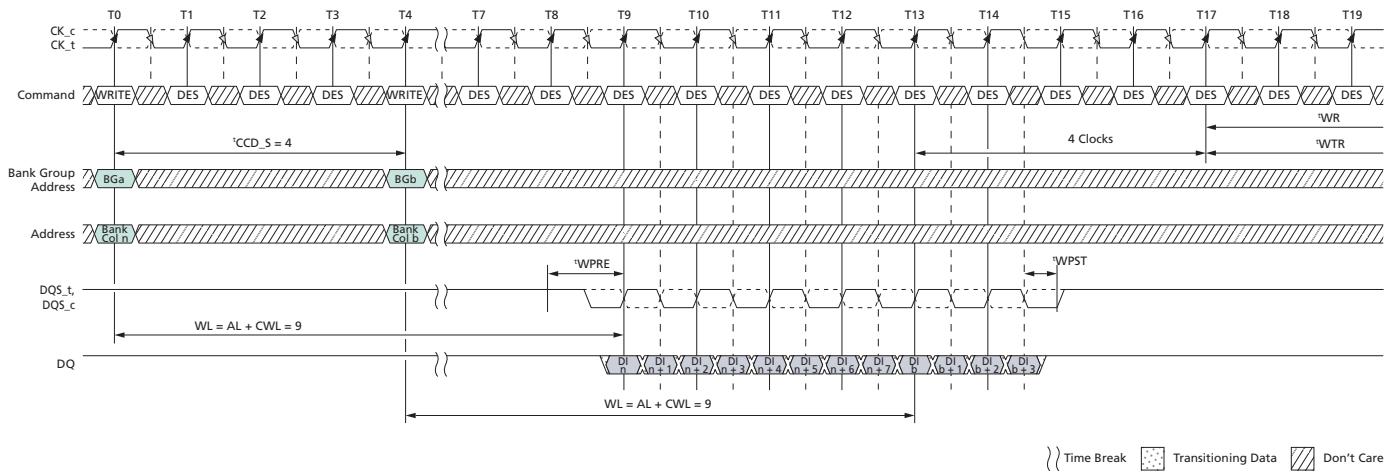 T0 T1 T2 T3 T4 T7 T8 T9 T10 T11 T12 T13 T14 T15 T16 T17 T18 T19
CK_c
CK_t
Command WRITE DES DES DES WRITE DES DES DES DES DES DES DES DES DES DES DES DES DES
tWR
tCCD_S = 4 4 Clocks tWTR
Bank Group
Address BGa BGb
Address Bank
Col n Bank
Col b
tWPRE tWPST
DQS_t,
DQS_c
WL = AL + CWL = 9
DQ DI
n DI
n + 1 DI
n + 2 DI
n + 3 DI
n + 4 DI
n + 5 DI
n + 6 DI
n + 7 DI
b DI
b + 1 DI
b + 2 DI
b + 3
WL = AL + CWL = 9
Time Break Transitioning Data Don't Care